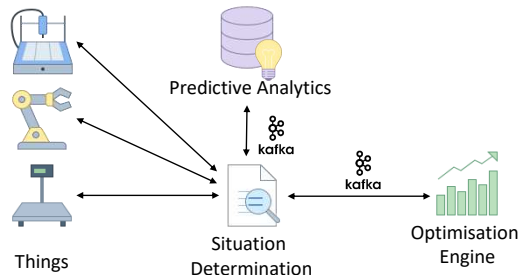 Predictive Analytics
kafka
kafka
Things
Situation
Determination
Optimisation
Engine